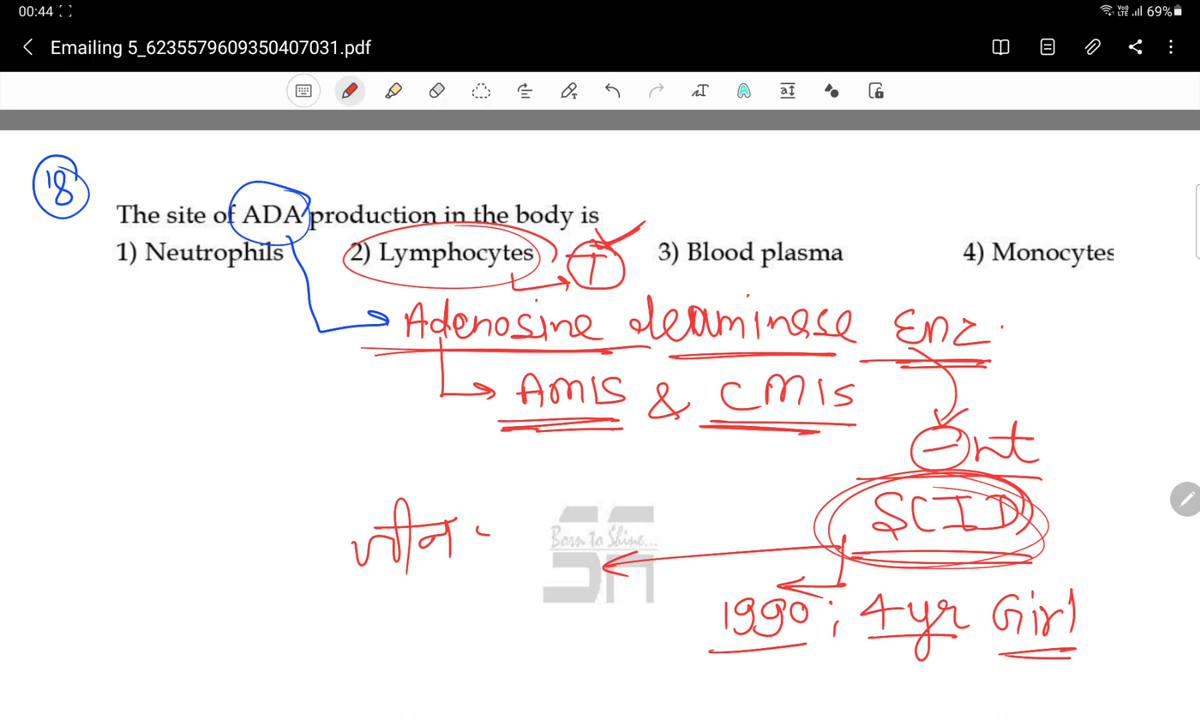 00:44
69%
Emailing 5_6235579609350407031.pdf
18
The site of ADA production in the body is
1) Neutrophils 2) Lymphocytes T 3) Blood plasma 4) Monocytes
Adenosine deaminase Enz.
AMIS & CMIS
SCID
Born to Shine...
1990; 4yr Girl